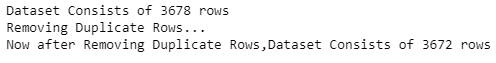 Dataset Consists of 3678 rows
Removing Duplicate Rows...
Now after Removing Duplicate Rows,Dataset Consists of 3672 rows